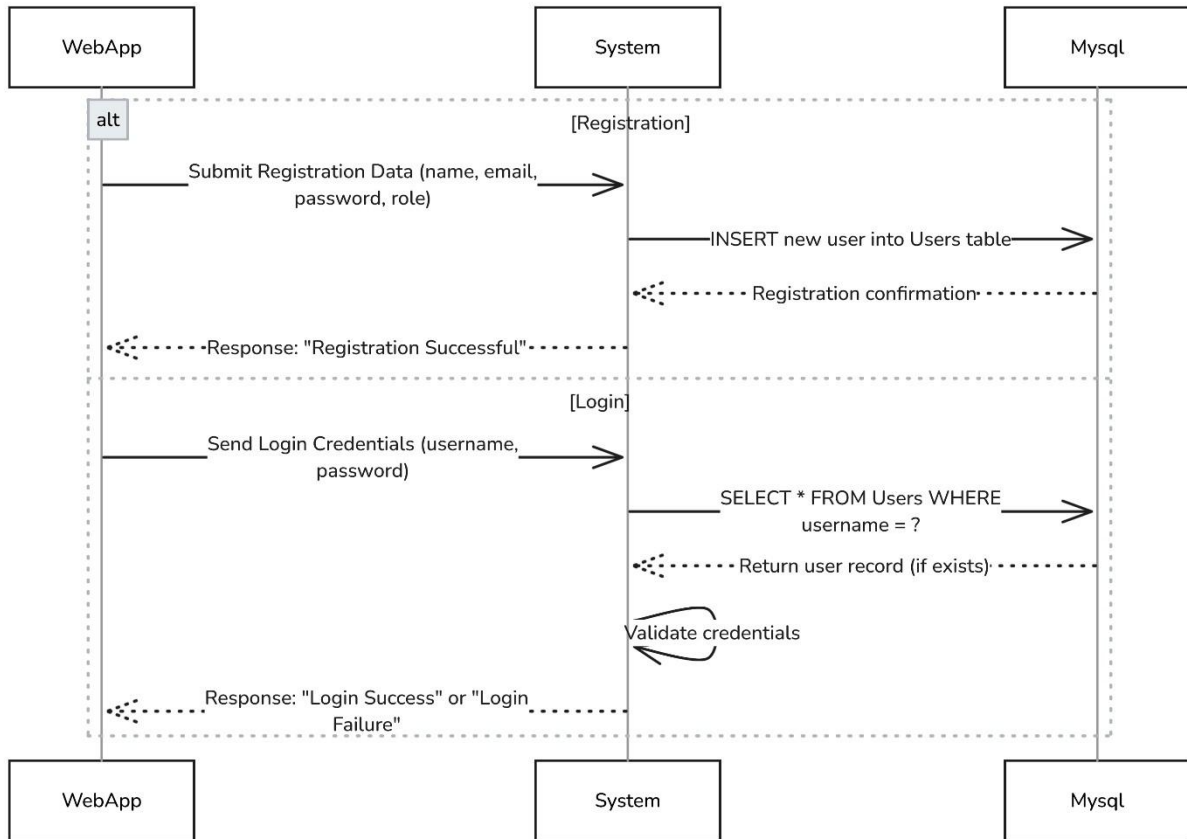 WebApp
System
Mysql
alt
[Registration]
Submit Registration Data (name, email,
password, role)
INSERT new user into Users table
Registration confirmation
Response: "Registration Successful"
[Login]
Send Login Credentials (username,
password)
SELECT * FROM Users WHERE
username = ?
Return user record (if exists)
Validate credentials
Response: "Login Success" or "Login
Failure"
WebApp
System
Mysql